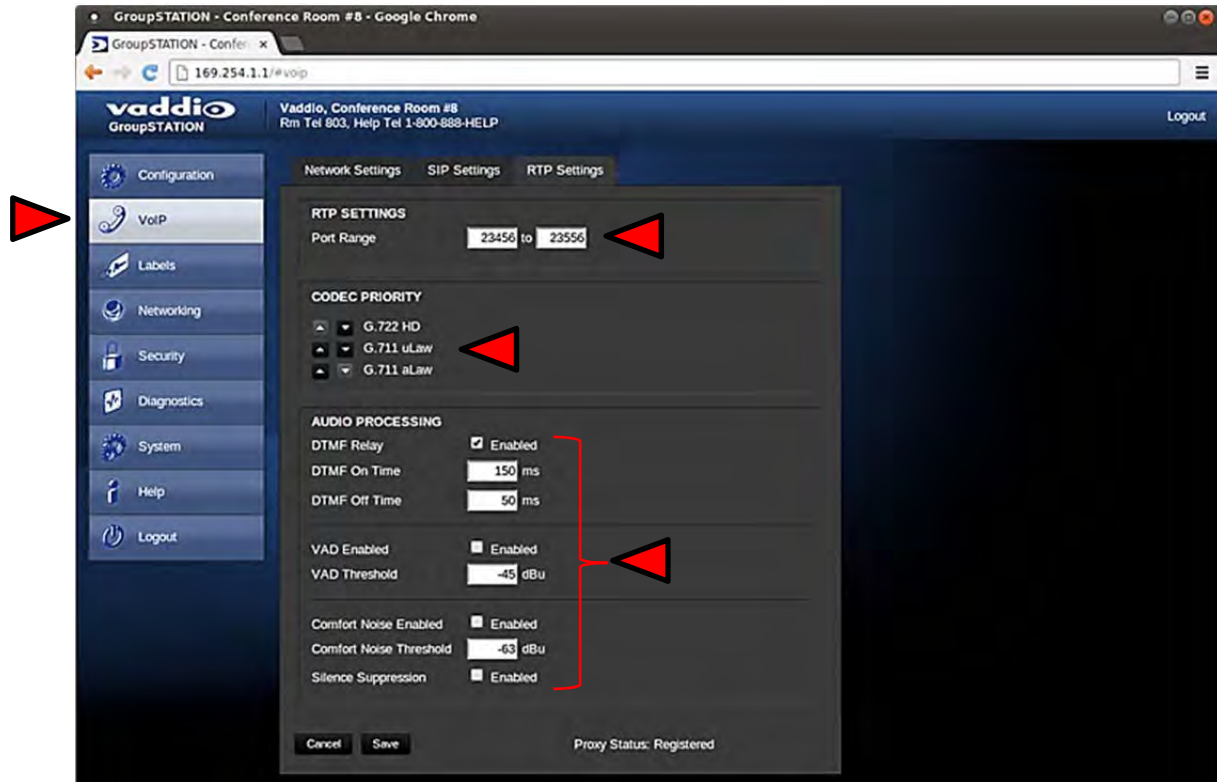 GroupSTATION - Conference Room #8 - Google Chrome
GroupSTATION - Confer
169.254.1.1/#voip
vaddio
GroupSTATION
Vaddio, Conference Room #8
Rm Tel 803, Help Tel 1-800-888-HELP
Logout
Configuration
VoIP
Labels
Networking
Security
Diagnostics
System
Help
Logout
Network Settings SIP Settings RTP Settings
RTP SETTINGS
Port Range 23456 to 23556
CODEC PRIORITY
G.722 HD
G.711 uLaw
G.711 aLaw
AUDIO PROCESSING
DTMF Relay Enabled
DTMF On Time 150 ms
DTMF Off Time 50 ms
VAD Enabled Enabled
VAD Threshold -45 dBu
Comfort Noise Enabled Enabled
Comfort Noise Threshold -63 dBu
Silence Suppression Enabled
Cancel Save Proxy Status: Registered